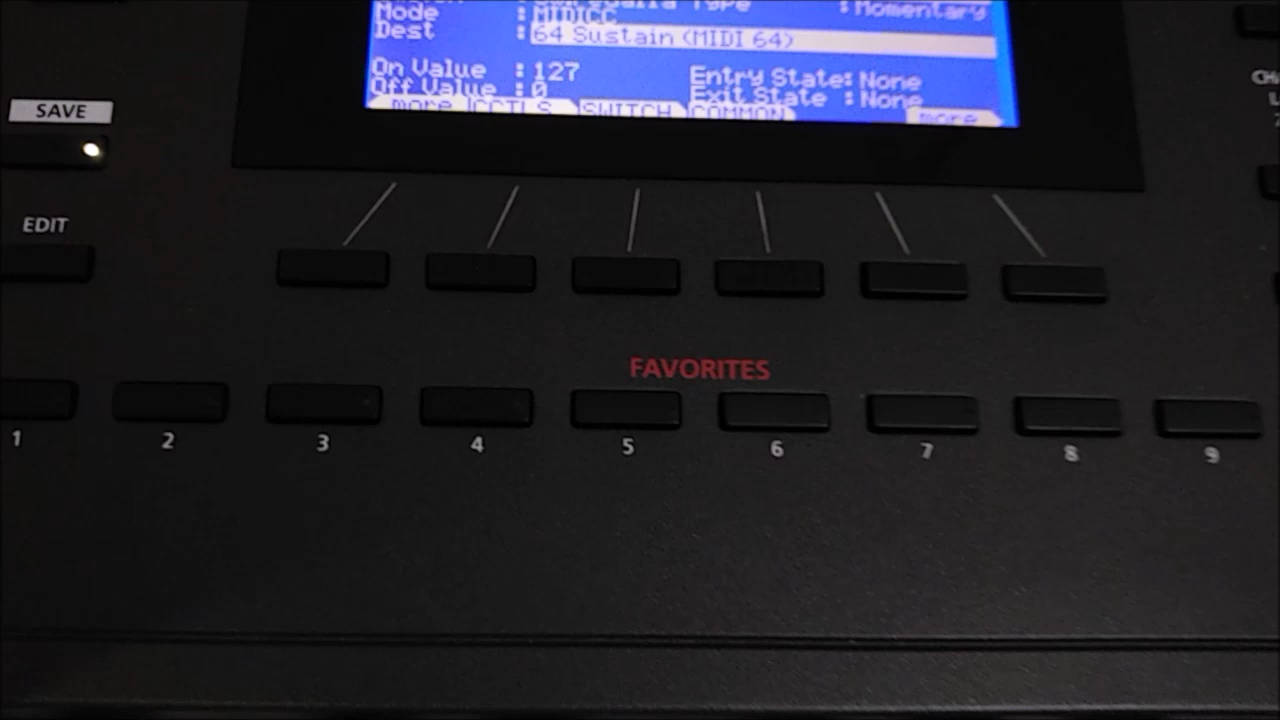 Type : Momentary
Mode : MIDICC
Dest : 64 Sustain (MIDI 64)
On Value : 127 Entry State: None
Off Value : 0 Exit State : None
more CCTLS SWITCH COMMON more
SAVE
EDIT
FAVORITES
1 2 3 4 5 6 7 8 9